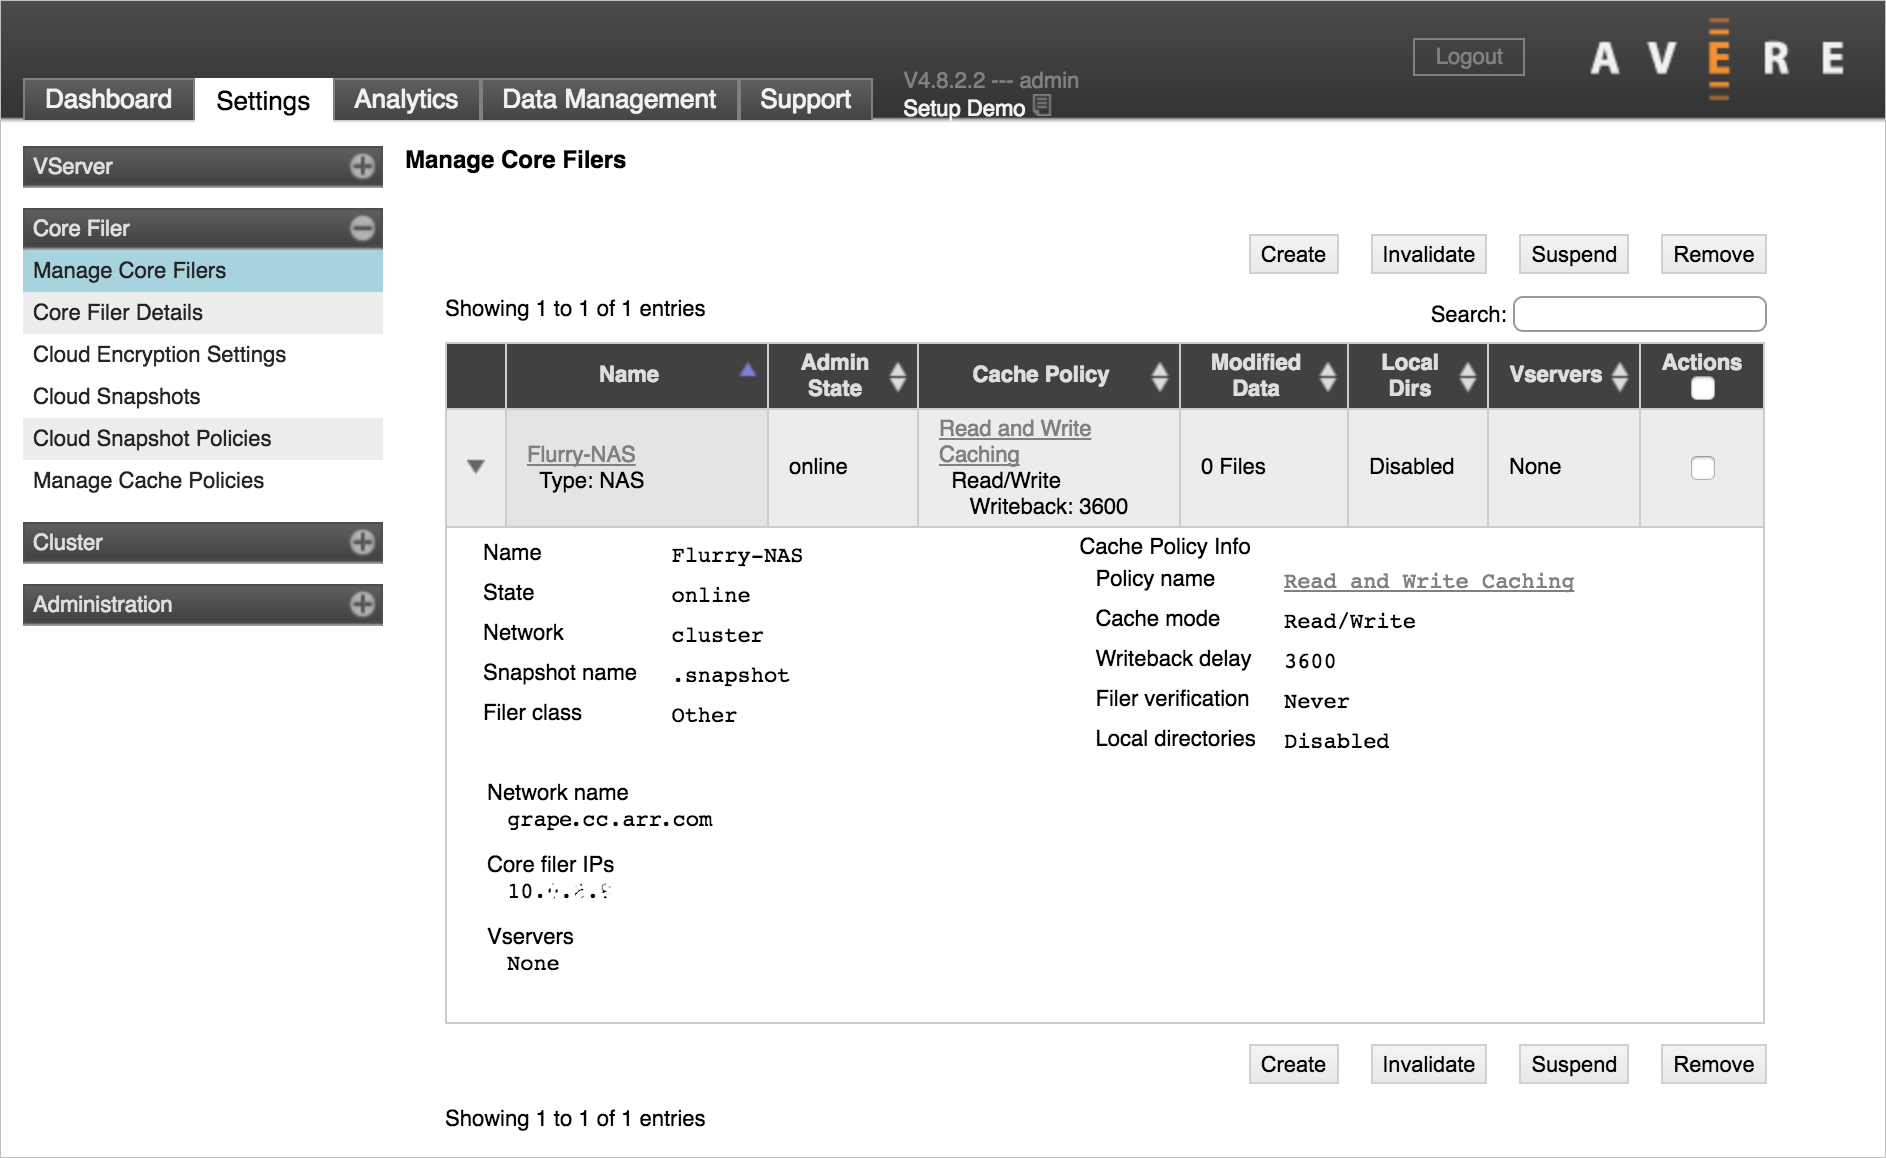 Logout
AVERE
Dashboard Settings Analytics Data Management Support
V4.8.2.2 --- admin
Setup Demo
VServer
Core Filer
Manage Core Filers
Core Filer Details
Cloud Encryption Settings
Cloud Snapshots
Cloud Snapshot Policies
Manage Cache Policies
Cluster
Administration
Manage Core Filers
Create Invalidate Suspend Remove
Showing 1 to 1 of 1 entries
Search:
Name Admin State Cache Policy Modified Data Local Dirs Vservers Actions
Flurry-NAS
Type: NAS
online
Read and Write
Caching
Read/Write
Writeback: 3600
0 Files
Disabled
None
Name Flurry-NAS
State online
Network cluster
Snapshot name .snapshot
Filer class Other
Cache Policy Info
Policy name Read and Write Caching
Cache mode Read/Write
Writeback delay 3600
Filer verification Never
Local directories Disabled
Network name
grape.cc.arr.com
Core filer IPs
10.
Vservers
None
Create Invalidate Suspend Remove
Showing 1 to 1 of 1 entries